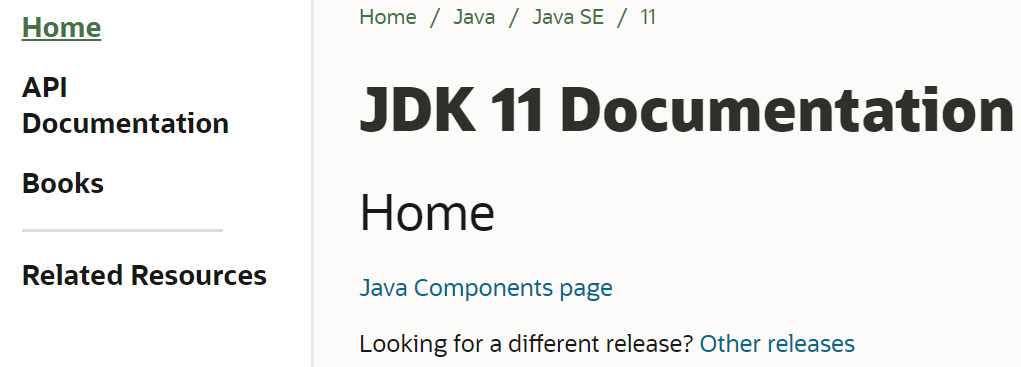 Home
API
Documentation
Books
Related Resources
Home / Java / Java SE / 11
JDK 11 Documentation
Home
Java Components page
Looking for a different release? Other releases